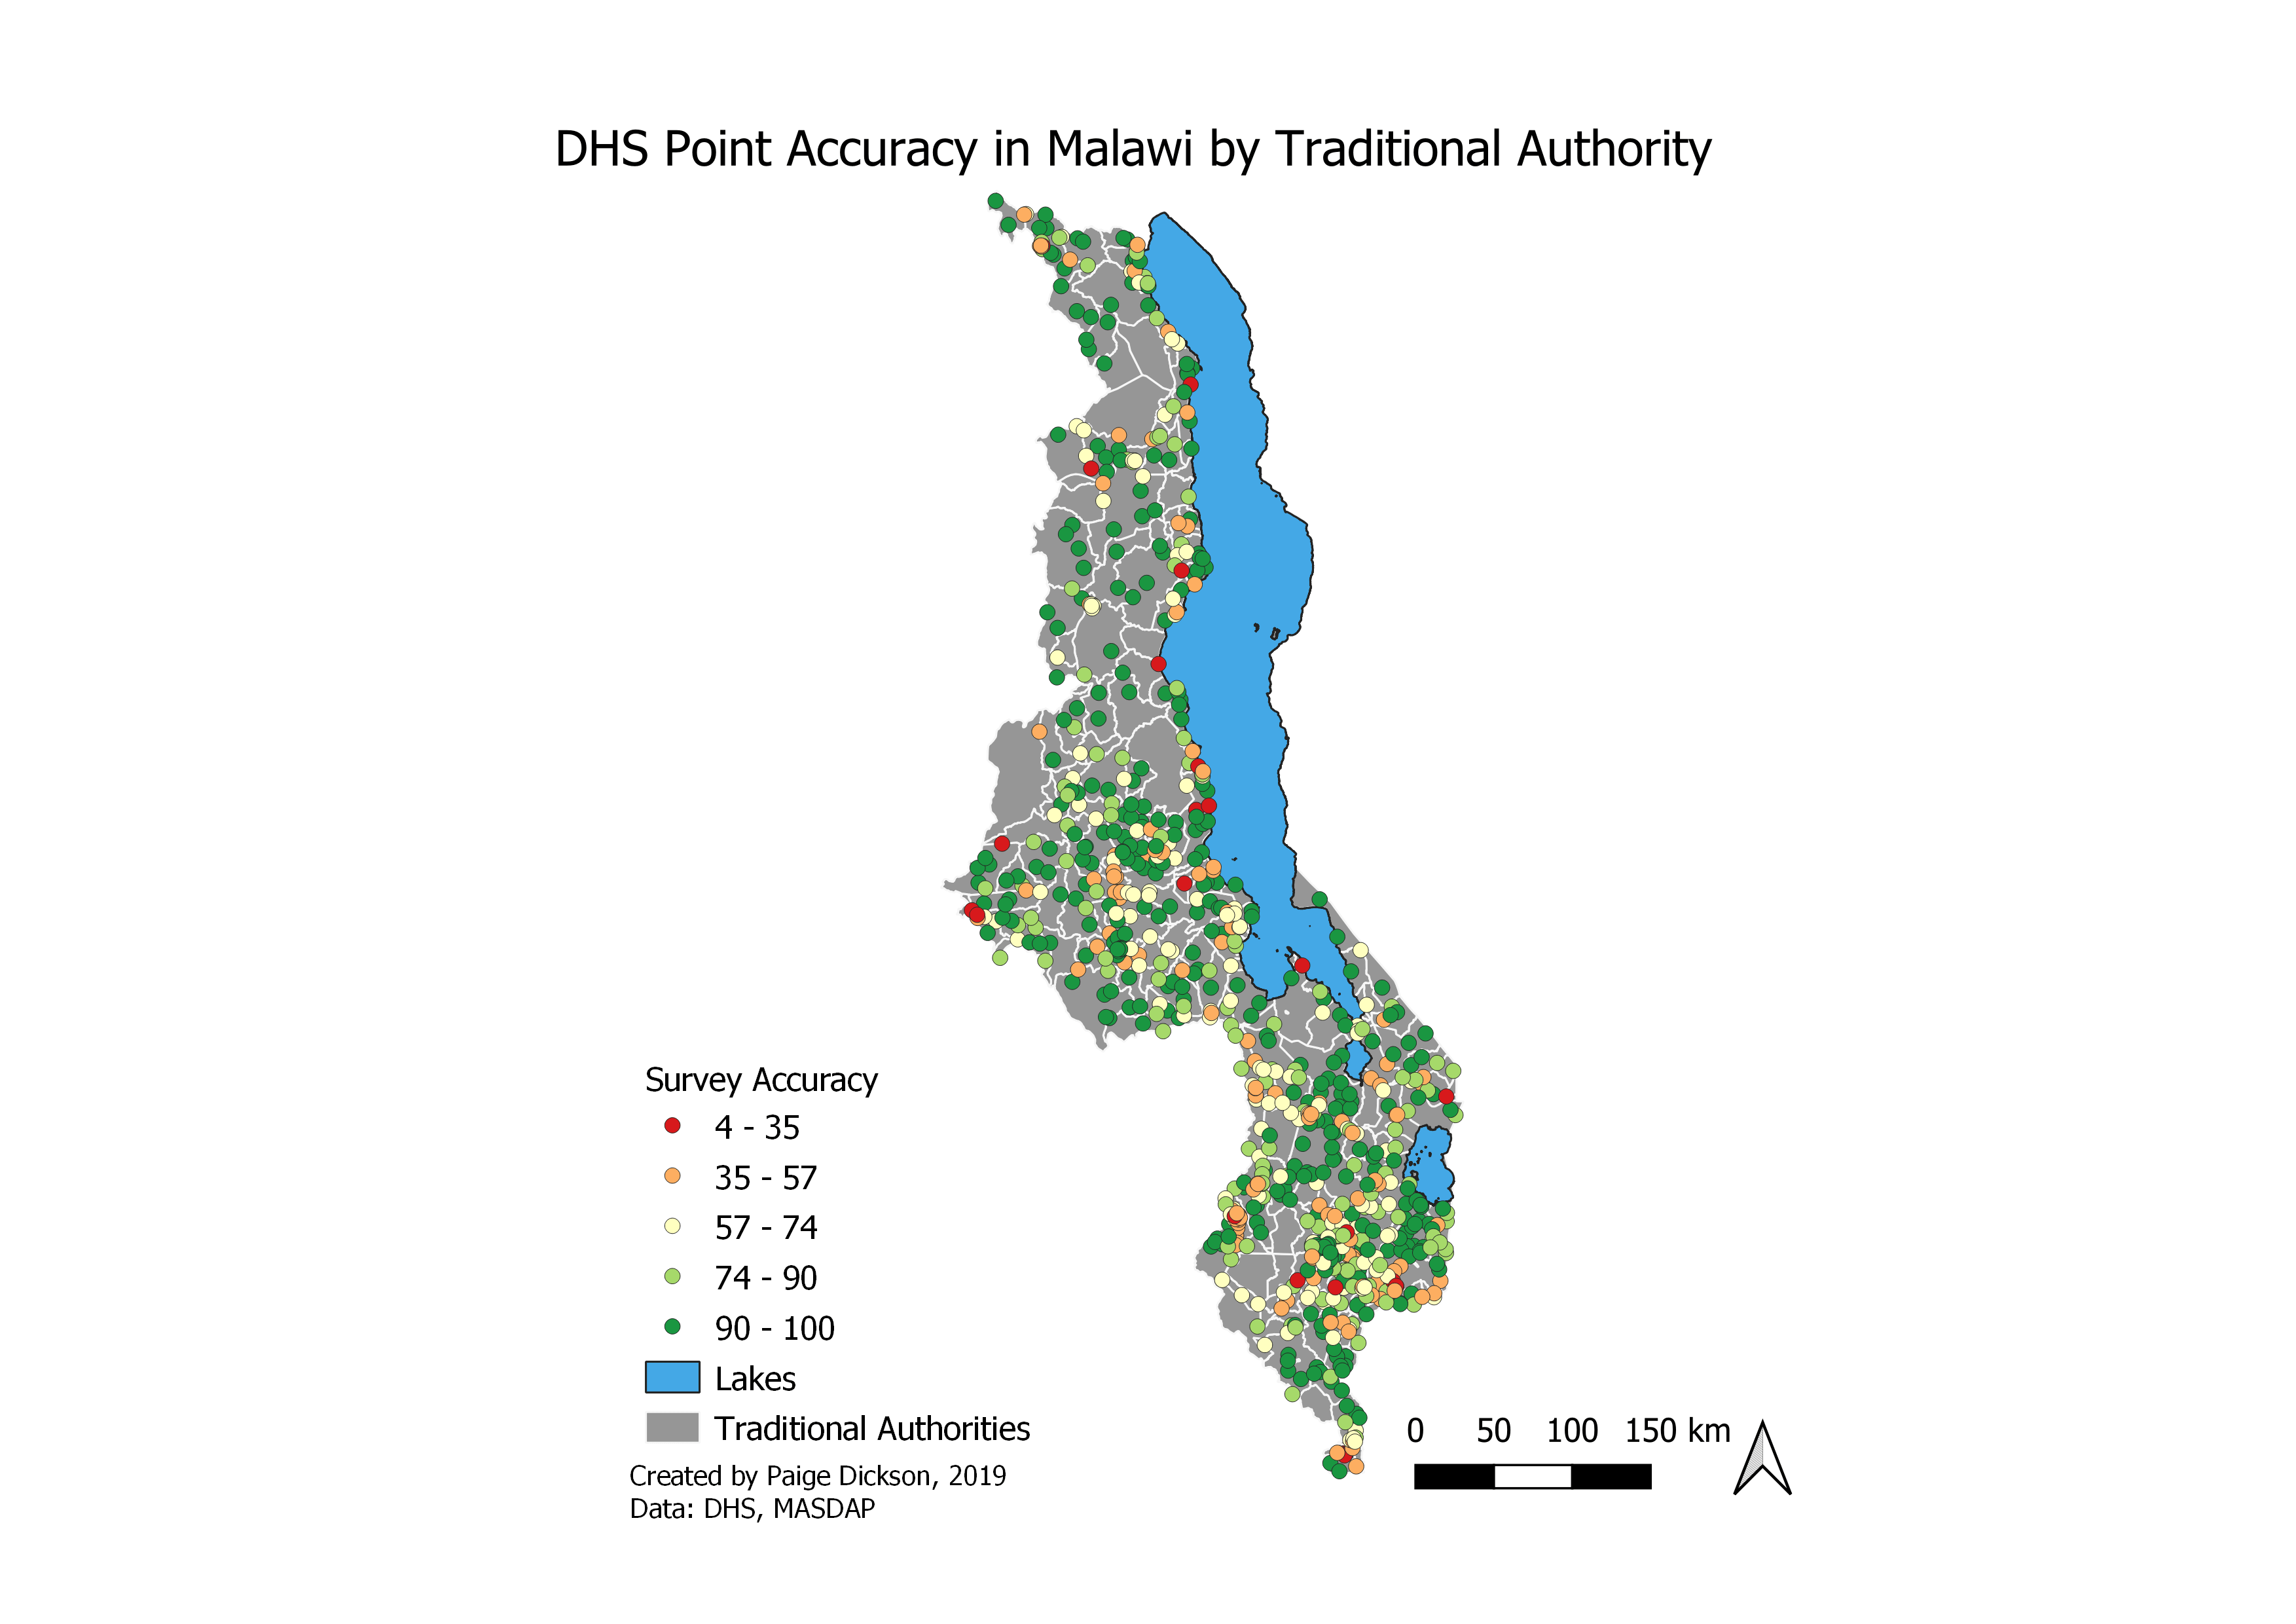 DHS Point Accuracy in Malawi by Traditional Authority
Survey Accuracy
4 - 35
35 - 57
57 - 74
74 - 90
90 - 100
Lakes
Traditional Authorities
0 50 100 150 km
Created by Paige Dickson, 2019
Data: DHS, MASDAP